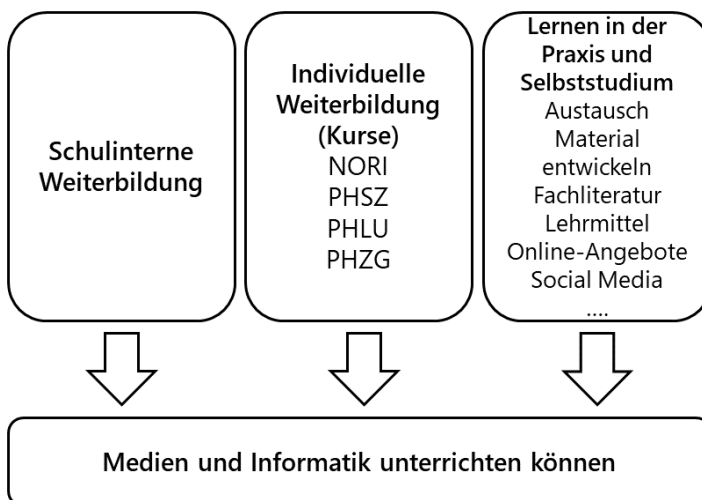 Schulinterne
Weiterbildung
Individuelle
Weiterbildung
(Kurse)
NORI
PHSZ
PHLU
PHZG
Lernen in der
Praxis und
Selbststudium
Austausch
Material
entwickeln
Fachliteratur
Lehrmittel
Online-Angebote
Social Media
....
Medien und Informatik unterrichten können